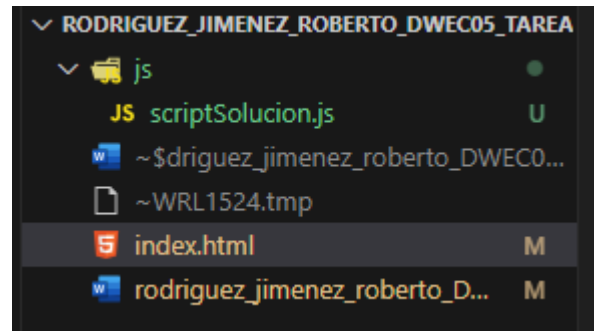 RODRIGUEZ_JIMENEZ_ROBERTO_DWEC05_TAREA
js
JS scriptSolucion.js U
~$driguez_jimenez_roberto_DWEC0...
~WRL1524.tmp
index.html M
rodriguez_jimenez_roberto_D... M